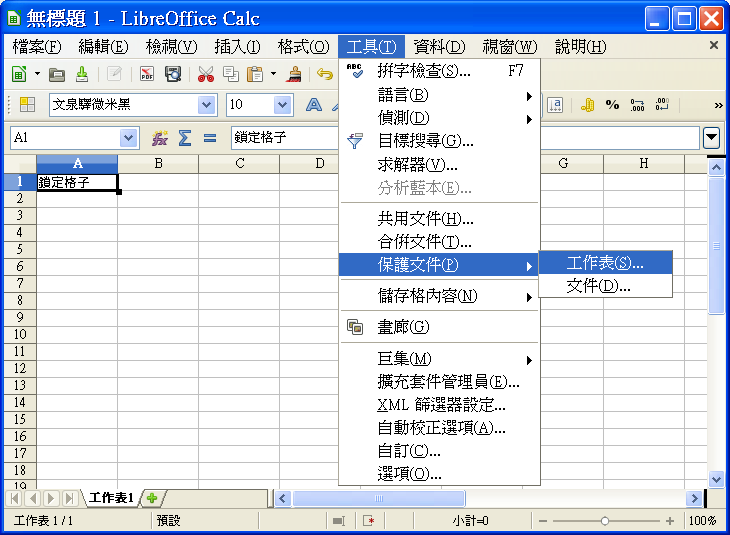 無標題 1 - LibreOffice Calc
檔案(F) 編輯(E) 檢視(V) 插入(I) 格式(O) 工具(T) 資料(D) 視窗(W) 說明(H)
文泉驛微米黑 10
A1 鎖定格子
A B C D G H
1 鎖定格子
2
3
4
5
6
7
8
9
10
11
12
13
14
15
16
17
18
19
拼字檢查(S)... F7
語言(B)
偵測(D)
目標搜尋(G)...
求解器(V)...
分析藍本(E)...
共用文件(H)...
合併文件(T)...
保護文件(P)
工作表(S)...
文件(D)...
儲存格內容(N)
畫廊(G)
巨集(M)
擴充套件管理員(E)...
XML 篩選器設定...
自動校正選項(A)...
自訂(C)...
選項(O)...
工作表1
工作表 1 / 1 預設 小計=0 100%